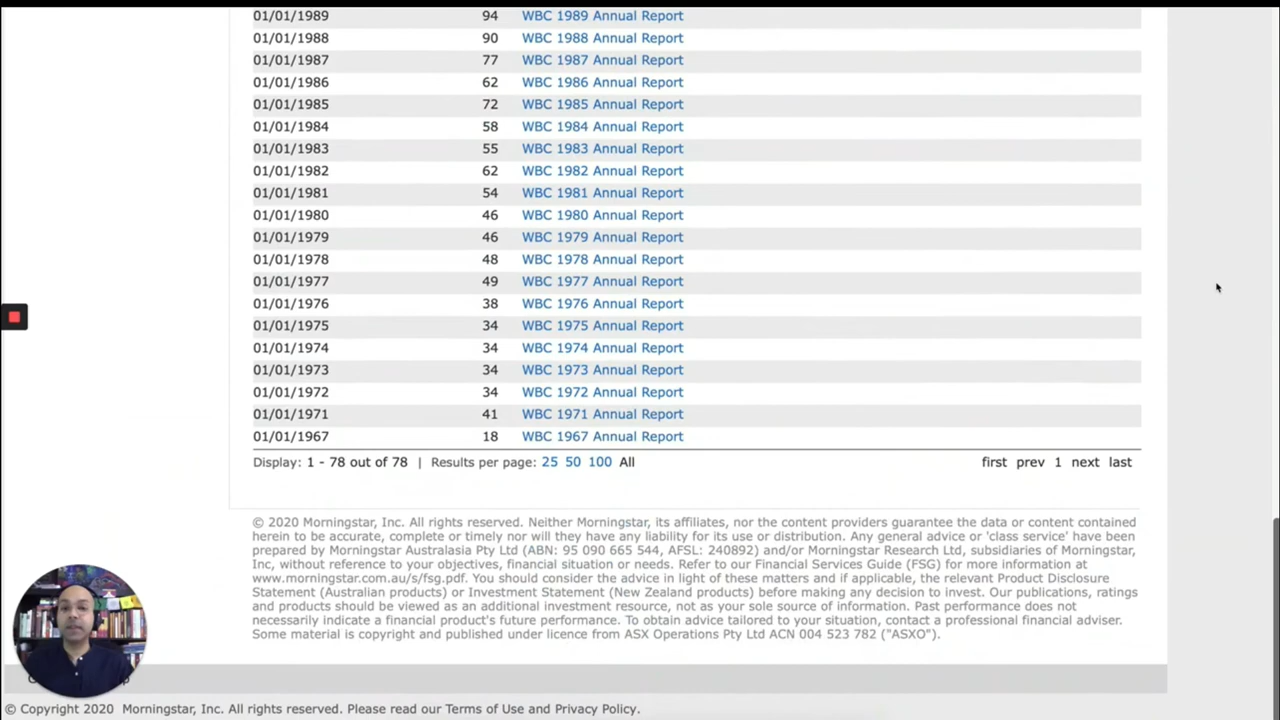 01/01/1989 94 WBC 1989 Annual Report
01/01/1988 90 WBC 1988 Annual Report
01/01/1987 77 WBC 1987 Annual Report
01/01/1986 62 WBC 1986 Annual Report
01/01/1985 72 WBC 1985 Annual Report
01/01/1984 58 WBC 1984 Annual Report
01/01/1983 55 WBC 1983 Annual Report
01/01/1982 62 WBC 1982 Annual Report
01/01/1981 54 WBC 1981 Annual Report
01/01/1980 46 WBC 1980 Annual Report
01/01/1979 46 WBC 1979 Annual Report
01/01/1978 48 WBC 1978 Annual Report
01/01/1977 49 WBC 1977 Annual Report
01/01/1976 38 WBC 1976 Annual Report
01/01/1975 34 WBC 1975 Annual Report
01/01/1974 34 WBC 1974 Annual Report
01/01/1973 34 WBC 1973 Annual Report
01/01/1972 34 WBC 1972 Annual Report
01/01/1971 41 WBC 1971 Annual Report
01/01/1967 18 WBC 1967 Annual Report
Display: 1 - 78 out of 78 | Results per page: 25 50 100 All first prev 1 next last
© 2020 Morningstar, Inc. All rights reserved. Neither Morningstar, its affiliates, nor the content providers guarantee the data or content contained
herein to be accurate, complete or timely nor will they have any liability for its use or distribution. Any general advice or 'class service' have been
prepared by Morningstar Australasia Pty Ltd (ABN: 95 090 665 544, AFSL: 240892) and/or Morningstar Research Ltd, subsidiaries of Morningstar,
Inc, without reference to your objectives, financial situation or needs. Refer to our Financial Services Guide (FSG) for more information at
www.morningstar.com.au/s/fsg.pdf. You should consider the advice in light of these matters and if applicable, the relevant Product Disclosure
Statement (Australian products) or Investment Statement (New Zealand products) before making any decision to invest. Our publications, ratings
and products should be viewed as an additional investment resource, not as your sole source of information. Past performance does not
necessarily indicate a financial product's future performance. To obtain advice tailored to your situation, contact a professional financial adviser.
Some material is copyright and published under licence from ASX Operations Pty Ltd ACN 004 523 782 ("ASXO").
© Copyright 2020 Morningstar, Inc. All rights reserved. Please read our Terms of Use and Privacy Policy.